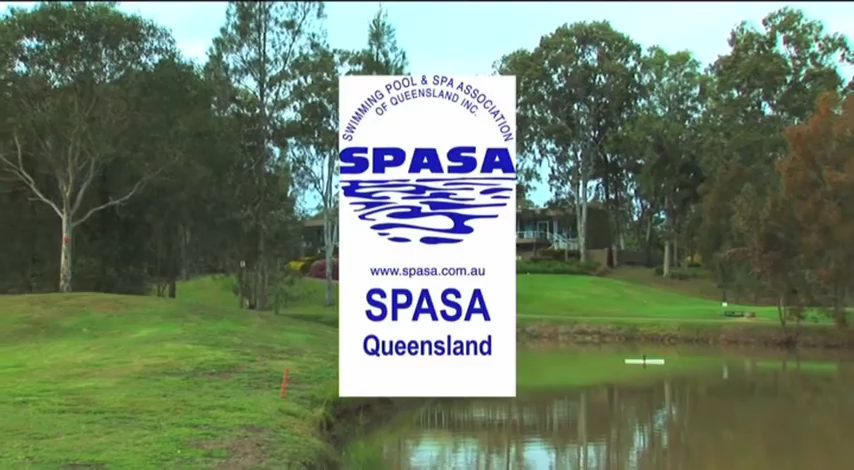 SWIMMING POOL & SPA ASSOCIATION
OF QUEENSLAND INC.
SPASA
www.spasa.com.au
SPASA
Queensland